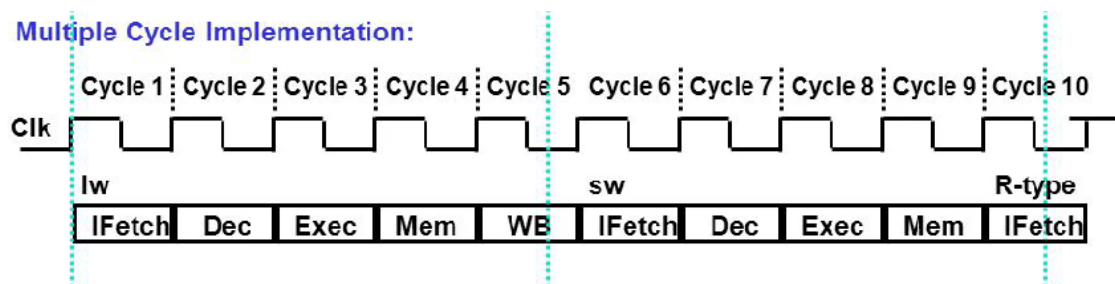 Multiple Cycle Implementation:
Cycle 1 Cycle 2 Cycle 3 Cycle 4 Cycle 5 Cycle 6 Cycle 7 Cycle 8 Cycle 9 Cycle 10
Clk
lw sw R-type
IFetch Dec Exec Mem WB IFetch Dec Exec Mem IFetch